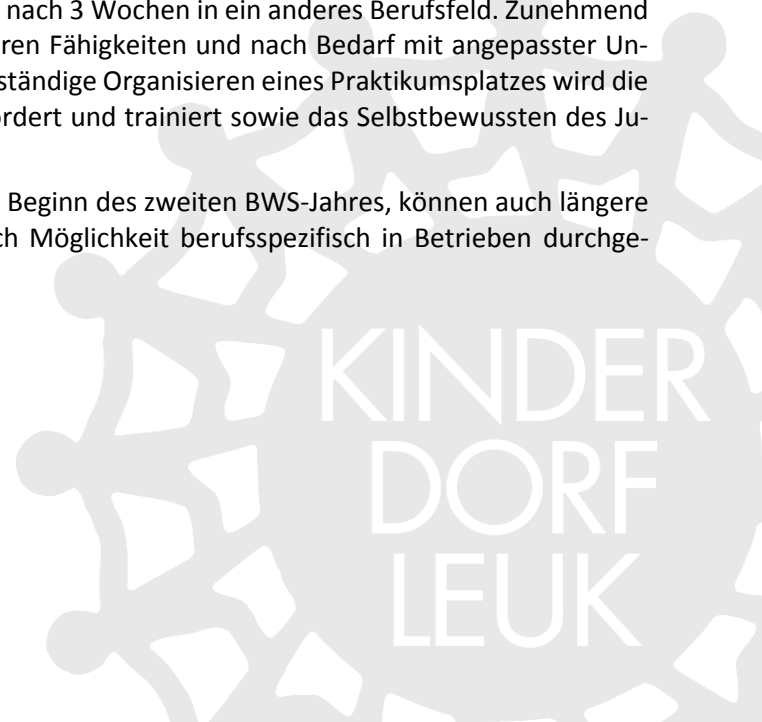 nach 3 Wochen in ein anderes Berufsfeld. Zunehmend
ren Fähigkeiten und nach Bedarf mit angepasster Un-
ständige Organisieren eines Praktikumsplatzes wird die
rdert und trainiert sowie das Selbstbewussten des Ju-
Beginn des zweiten BWS-Jahres, können auch längere
ch Möglichkeit berufsspezifisch in Betrieben durchge-
KINDER
DORF
LEUK